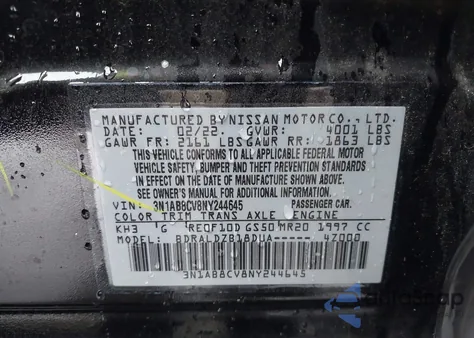 MANUFACTURED BY NISSAN MOTOR CO., LTD.
DATE: 02/22 GVWR: 4001 LBS
GAWR FR: 2161 LBS GAWR RR: 1863 LBS
THIS VEHICLE CONFORMS TO ALL APPLICABLE FEDERAL MOTOR
VEHICLE SAFETY, BUMPER AND THEFT PREVENTION STANDARDS
IN EFFECT ON THE DATE OF MANUFACTURE SHOWN ABOVE.
SEE OWNER'S MANUAL FOR ADDITIONAL INFORMATION.
VIN: 3N1AB8CV8NY244645 PASSENGER CAR.
COLOR TRIM TRANS AXLE ENGINE
KH3 G RE0F10D GS50 MR20 1997 CC
MODEL: BDRALDZB18DUA 4Z000
3N1AB8CV8NY244645